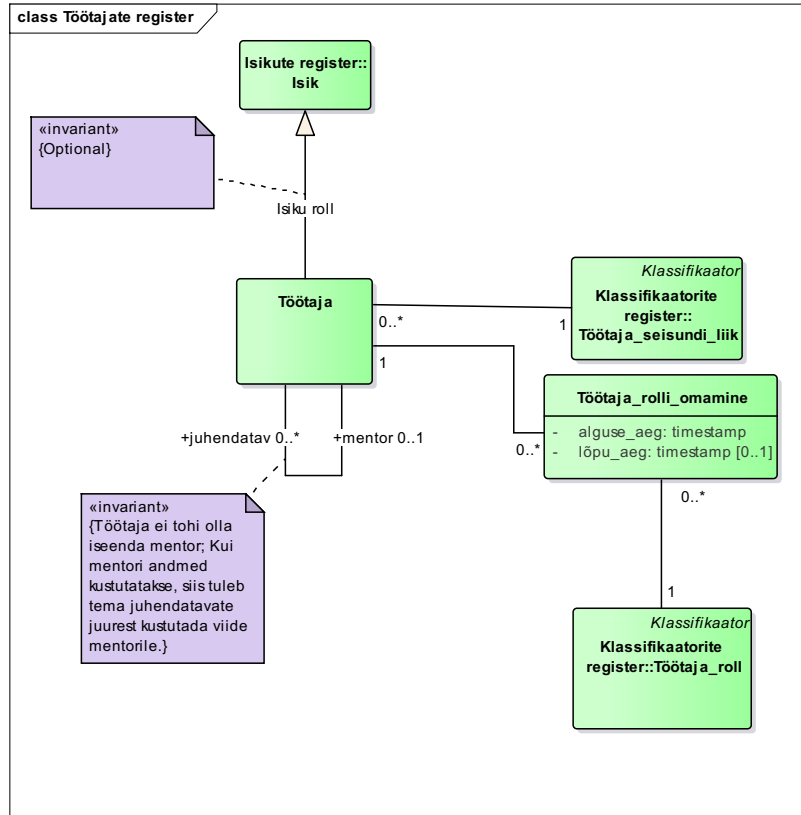 class Töötajate register
Isikute register::
Isik
«invariant»
{Optional}
Isiku roll
Töötaja
0..*
1
Klassifikaator
Klassifikaatorite
register::
Töötaja_seisundi_liik
1
0..*
Töötaja_rolli_omamine
- alguse_aeg: timestamp
- lõpu_aeg: timestamp [0..1]
+juhendatav 0..*
+mentor 0..1
«invariant»
{Töötaja ei tohi olla
iseenda mentor; Kui
mentori andmed
kustutatakse, siis tuleb
tema juhendatavate
juurest kustutada viide
mentorile.}
0..*
1
Klassifikaator
Klassifikaatorite
register::Töötaja_roll